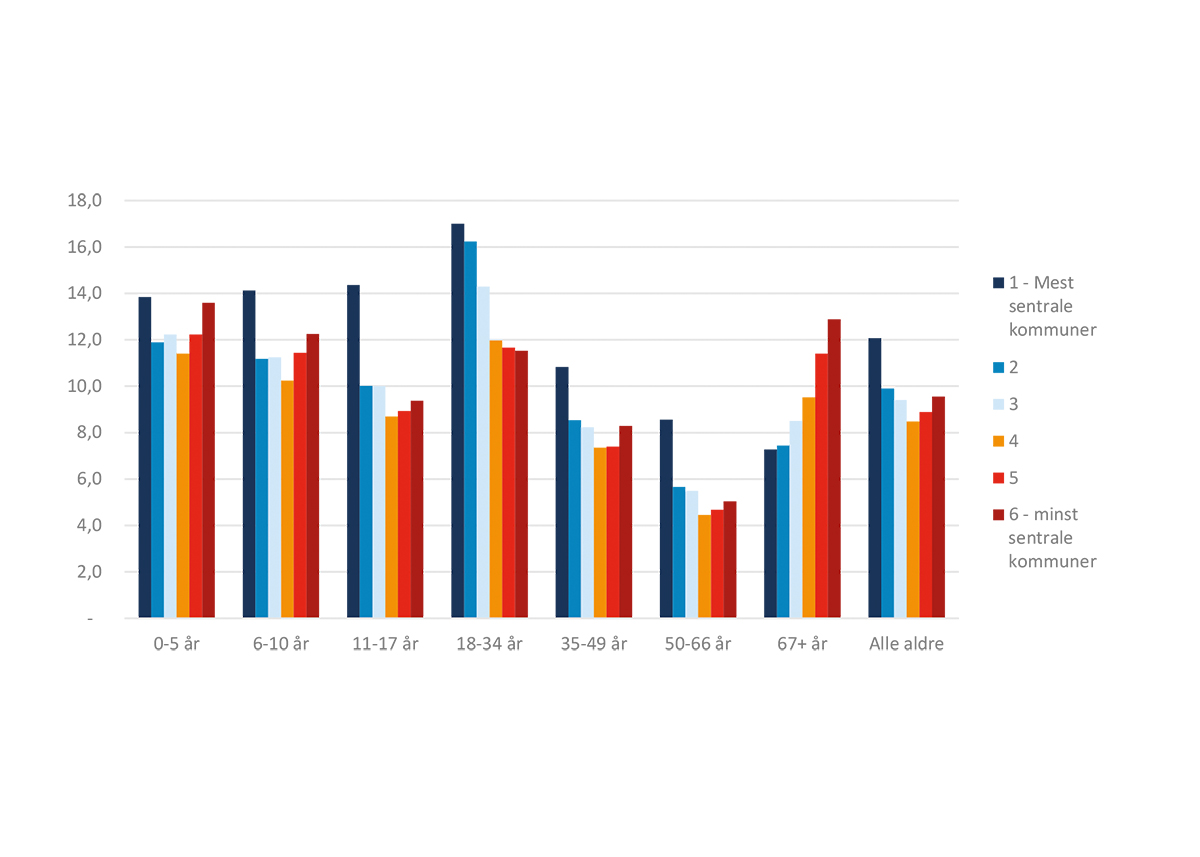 18,0
16,0
14,0
12,0
10,0
8,0
6,0
4,0
2,0
-
0-5 år
6-10 år
11-17 år
18-34 år
35-49 år
50-66 år
67+ år
Alle aldre
1 - Mest
sentrale
kommuner
2
3
4
5
6 - minst
sentrale
kommuner